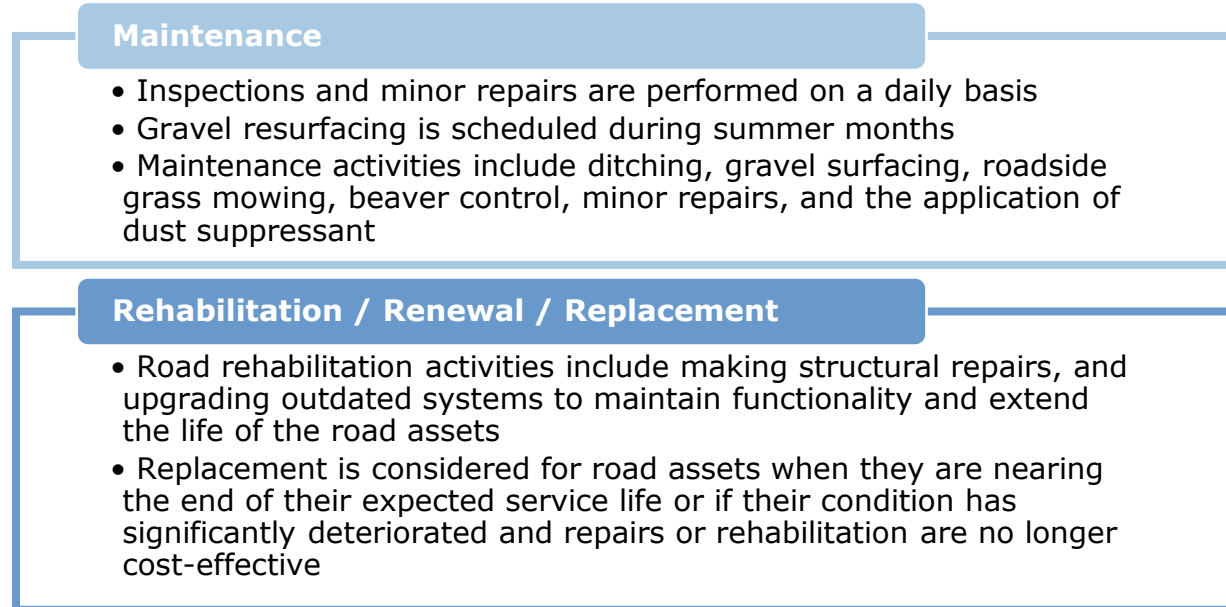 Maintenance
• Inspections and minor repairs are performed on a daily basis
• Gravel resurfacing is scheduled during summer months
• Maintenance activities include ditching, gravel surfacing, roadside
grass mowing, beaver control, minor repairs, and the application of
dust suppressant
Rehabilitation / Renewal / Replacement
• Road rehabilitation activities include making structural repairs, and
upgrading outdated systems to maintain functionality and extend
the life of the road assets
• Replacement is considered for road assets when they are nearing
the end of their expected service life or if their condition has
significantly deteriorated and repairs or rehabilitation are no longer
cost-effective